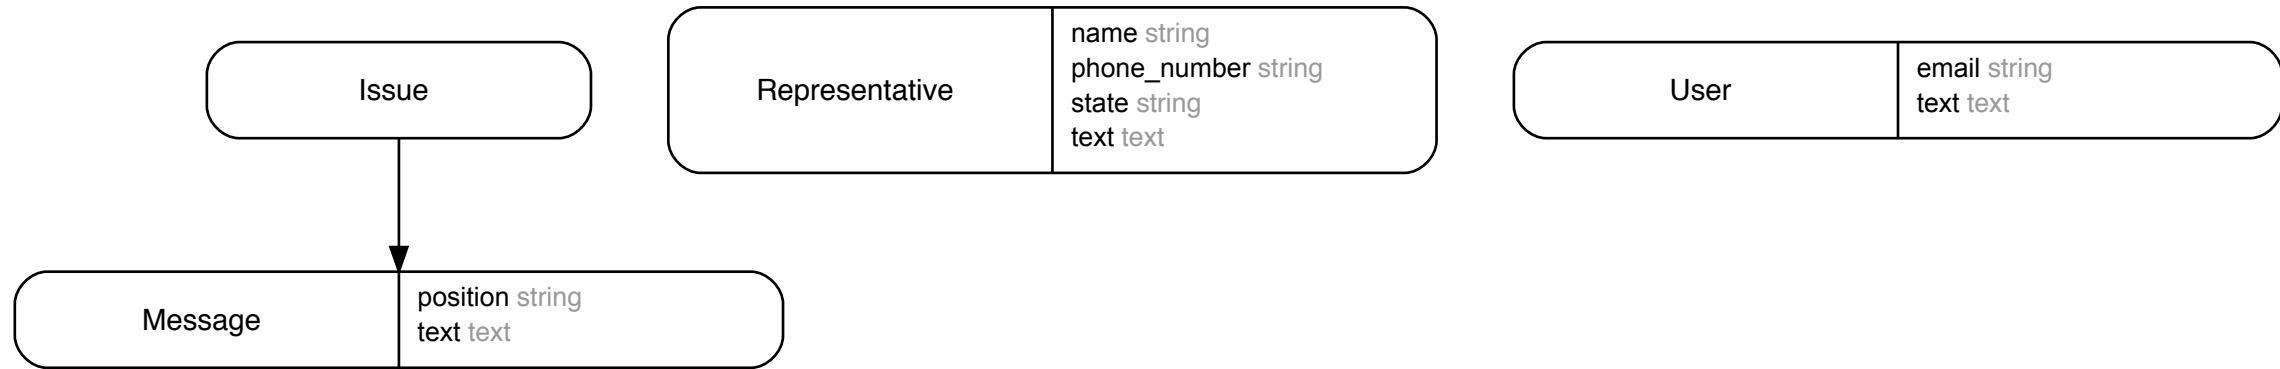 Issue
Representative
name string
phone_number string
state string
text text
User
email string
text text
Message
position string
text text